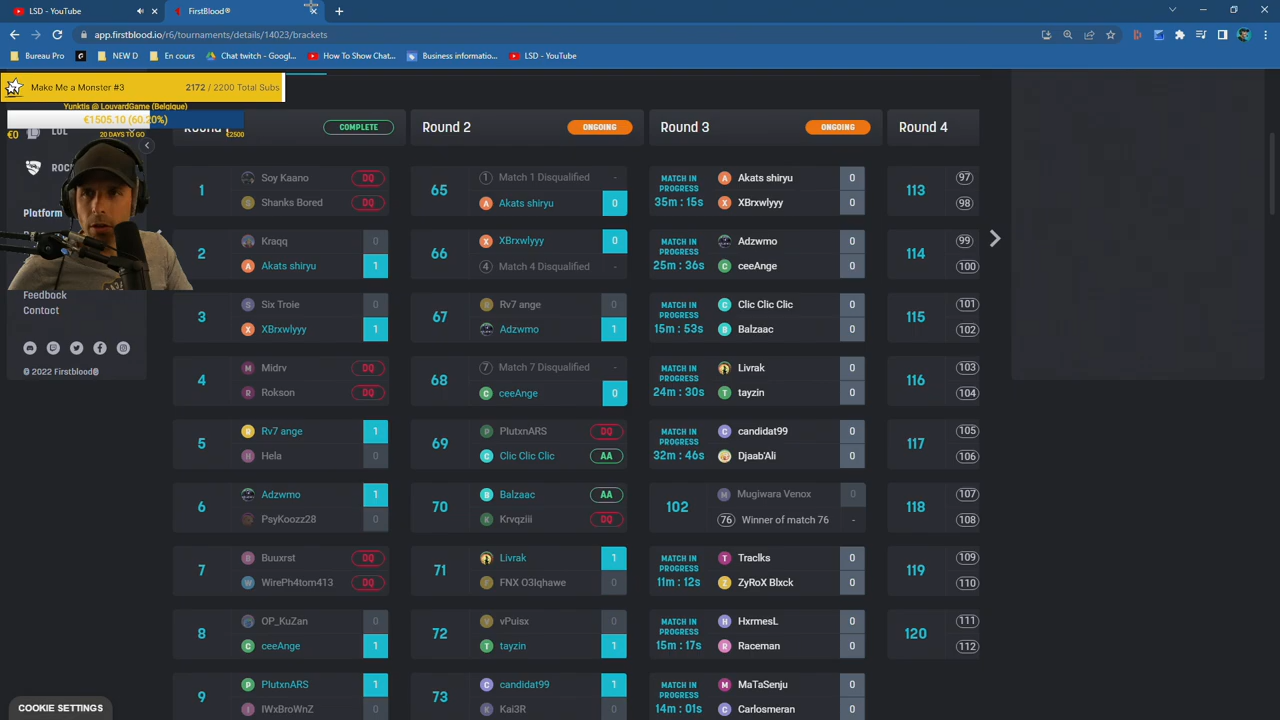 LSD - YouTube
FirstBlood®
app.firstblood.io/r6/tournaments/details/14023/brackets
Bureau Pro
NEW D
En cours
Chat twitch - Googl...
How To Show Chatt...
Business informatio...
LSD - YouTube
Make Me a Monster #3
2172 / 2200 Total Subs
Yunktis @ LouvardGame (Belgique)
€1505.10 (60.20%)
€0
20 DAYS TO GO
€2500
LOL
Platform
Feedback
Contact
© 2022 Firstblood®
COOKIE SETTINGS
COMPLETE
1
Soy Kaano DQ
Shanks Bored DQ
2
Kraqq 0
Akats shiryu 1
3
Six Troie 0
XBrxwlyyy 1
4
Midrv DQ
Rokson DQ
5
Rv7 ange 1
Hela 0
6
Adzwmo 1
PsyKoozz28 0
7
Buuxrst DQ
WirePh4tom413 DQ
8
OP_KuZan 0
ceeAnge 1
9
PlutxnARS 1
IWxBroWnZ 0
Round 2
ONGOING
65
1 Match 1 Disqualified -
Akats shiryu 0
66
XBrxwlyyy 0
4 Match 4 Disqualified -
67
Rv7 ange 0
Adzwmo 1
68
7 Match 7 Disqualified -
ceeAnge 0
69
PlutxnARS DQ
Clic Clic Clic AA
70
Balzaac AA
Krvqziii DQ
71
Livrak 1
FNX O3Iqhawe 0
72
vPuisx 0
tayzin 1
73
candidat99 1
Kai3R 0
Round 3
ONGOING
MATCH IN PROGRESS
35m : 15s
Akats shiryu 0
XBrxwlyyy 0
MATCH IN PROGRESS
25m : 36s
Adzwmo 0
ceeAnge 0
MATCH IN PROGRESS
15m : 53s
Clic Clic Clic 0
Balzaac 0
MATCH IN PROGRESS
24m : 30s
Livrak 0
tayzin 0
MATCH IN PROGRESS
32m : 46s
candidat99 0
Djaab'Ali 0
102
Mugiwara Venox 0
76 Winner of match 76 -
MATCH IN PROGRESS
11m : 12s
Traclks 0
ZyRoX Blxck 0
MATCH IN PROGRESS
15m : 17s
HxrmesL 0
Raceman 0
MATCH IN PROGRESS
14m : 01s
MaTaSenju 0
Carlosmeran 0
Round 4
113
97
98
114
99
100
115
101
102
116
103
104
117
105
106
118
107
108
119
109
110
120
111
112